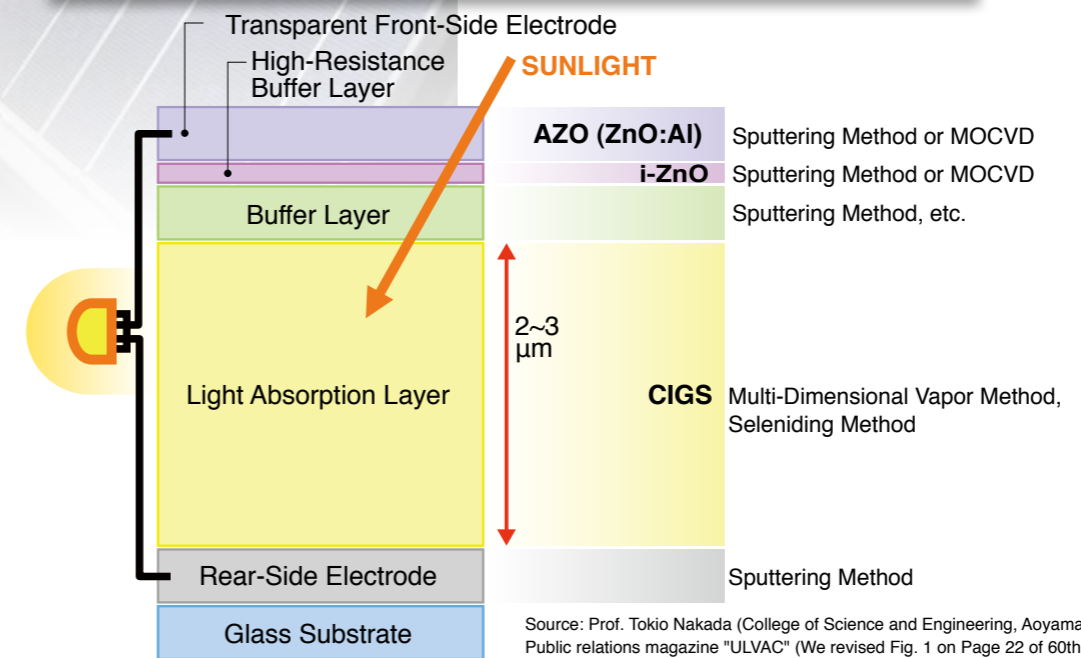 Transparent Front-Side Electrode
High-Resistance
Buffer Layer
SUNLIGHT
AZO (ZnO:Al)
Sputtering Method or MOCVD
i-ZnO
Sputtering Method or MOCVD
Buffer Layer
Sputtering Method, etc.
2~3
µm
Light Absorption Layer
CIGS
Multi-Dimensional Vapor Method,
Seleniding Method
Rear-Side Electrode
Sputtering Method
Glass Substrate
Source: Prof. Tokio Nakada (College of Science and Engineering, Aoyama
Public relations magazine "ULVAC" (We revised Fig. 1 on Page 22 of 60th